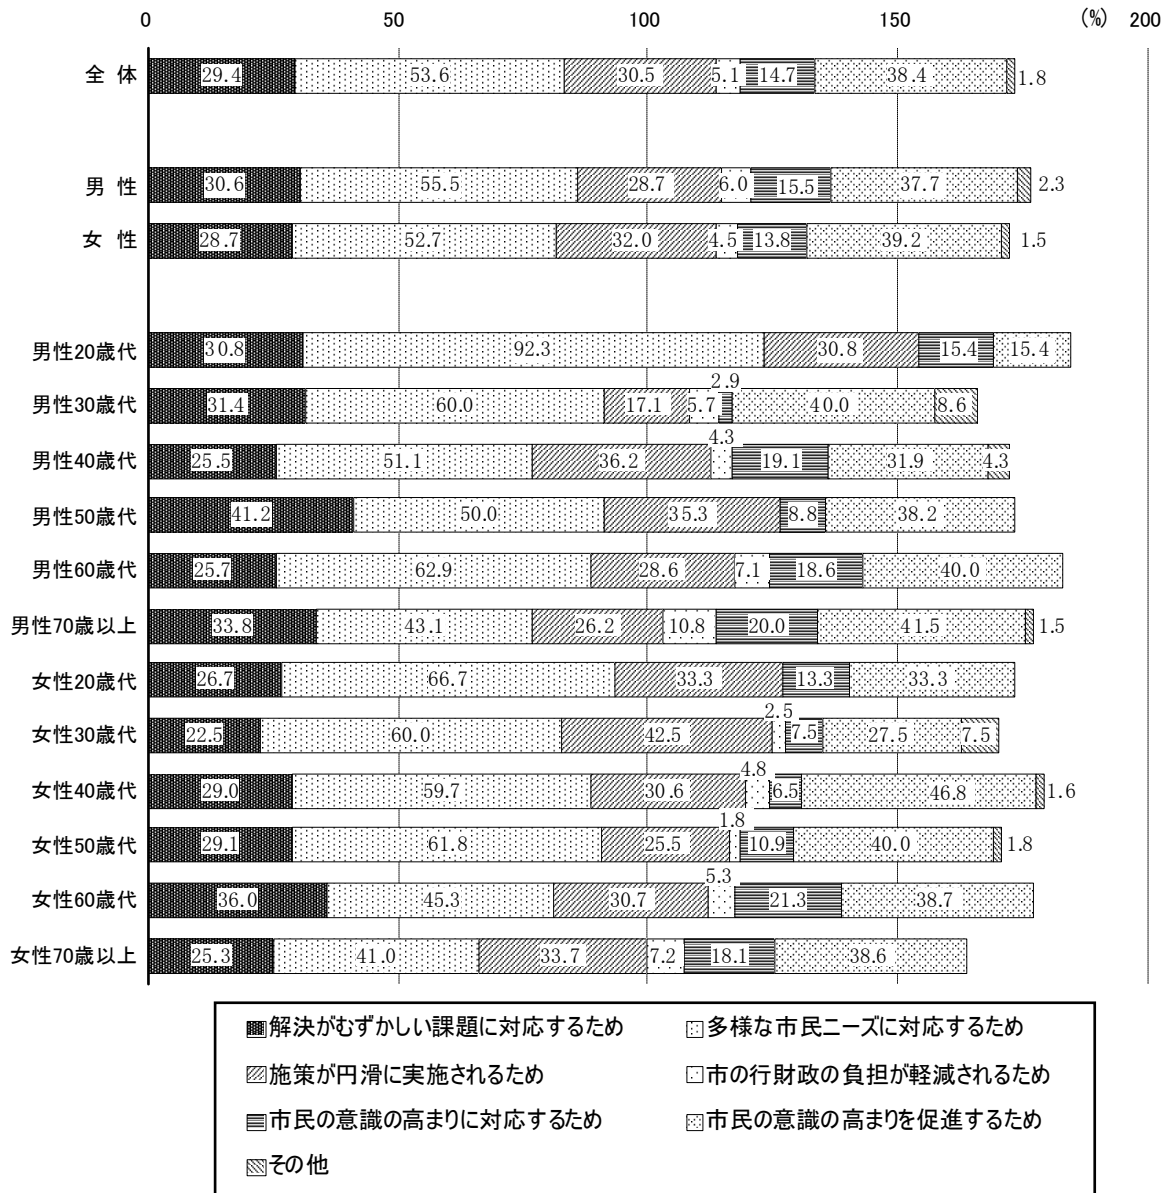 0 50 100 150 (%) 200
全 体 29.4 53.6 30.5 5.1 14.7 38.4 1.8
男 性 30.6 55.5 28.7 6.0 15.5 37.7 2.3
女 性 28.7 52.7 32.0 4.5 13.8 39.2 1.5
男性20歳代 30.8 92.3 30.8 15.4 15.4
男性30歳代 31.4 60.0 17.1 5.7 2.9 40.0 8.6
男性40歳代 25.5 51.1 36.2 4.3 19.1 31.9 4.3
男性50歳代 41.2 50.0 35.3 8.8 38.2
男性60歳代 25.7 62.9 28.6 7.1 18.6 40.0
男性70歳以上 33.8 43.1 26.2 10.8 20.0 41.5 1.5
女性20歳代 26.7 66.7 33.3 13.3 33.3
女性30歳代 22.5 60.0 42.5 2.5 7.5 27.5 7.5
女性40歳代 29.0 59.7 30.6 4.8 6.5 46.8 1.6
女性50歳代 29.1 61.8 25.5 1.8 10.9 40.0 1.8
女性60歳代 36.0 45.3 30.7 5.3 21.3 38.7
女性70歳以上 25.3 41.0 33.7 7.2 18.1 38.6
解決がむずかしい課題に対応するため 多様な市民ニーズに対応するため
施策が円滑に実施されるため 市の行財政の負担が軽減されるため
市民の意識の高まりに対応するため 市民の意識の高まりを促進するため
その他